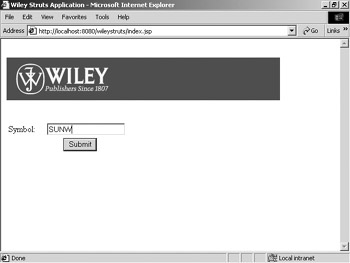 Wiley Struts Application - Microsoft Internet Explorer
File Edit View Favorites Tools Help
Address http://localhost:8080/wileystruts/index.jsp Go Links »
WILEY
Publishers Since 1807
Symbol: SUNW
Submit
Done Local intranet